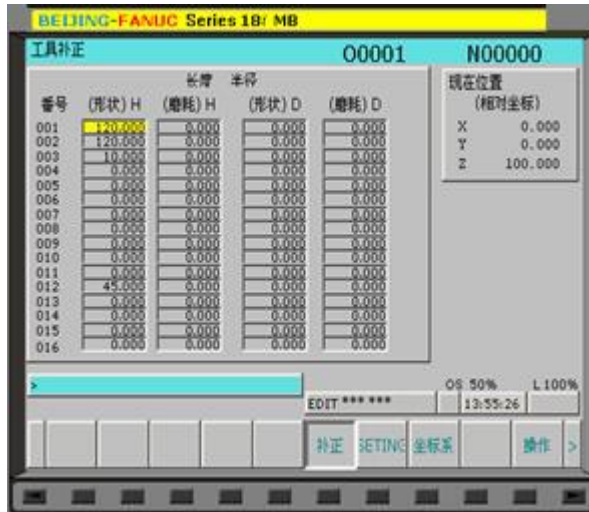 BEIJING-FANUC Series 18i MB
工具补正 O0001 N00000
长度 半径
番号 (形状) H (磨耗) H (形状) D (磨耗) D
001 120.000 0.000 0.000 0.000
002 120.000 0.000 0.000 0.000
003 10.000 0.000 0.000 0.000
004 0.000 0.000 0.000 0.000
005 0.000 0.000 0.000 0.000
006 0.000 0.000 0.000 0.000
007 0.000 0.000 0.000 0.000
008 0.000 0.000 0.000 0.000
009 0.000 0.000 0.000 0.000
010 0.000 0.000 0.000 0.000
011 0.000 0.000 0.000 0.000
012 45.000 0.000 0.000 0.000
013 0.000 0.000 0.000 0.000
014 0.000 0.000 0.000 0.000
015 0.000 0.000 0.000 0.000
016 0.000 0.000 0.000 0.000
现在位置
(相对坐标)
X 0.000
Y 0.000
Z 100.000
>
OS 50% L 100%
EDIT *** *** 13:55:26
补正 SETING 坐标系 操作 >